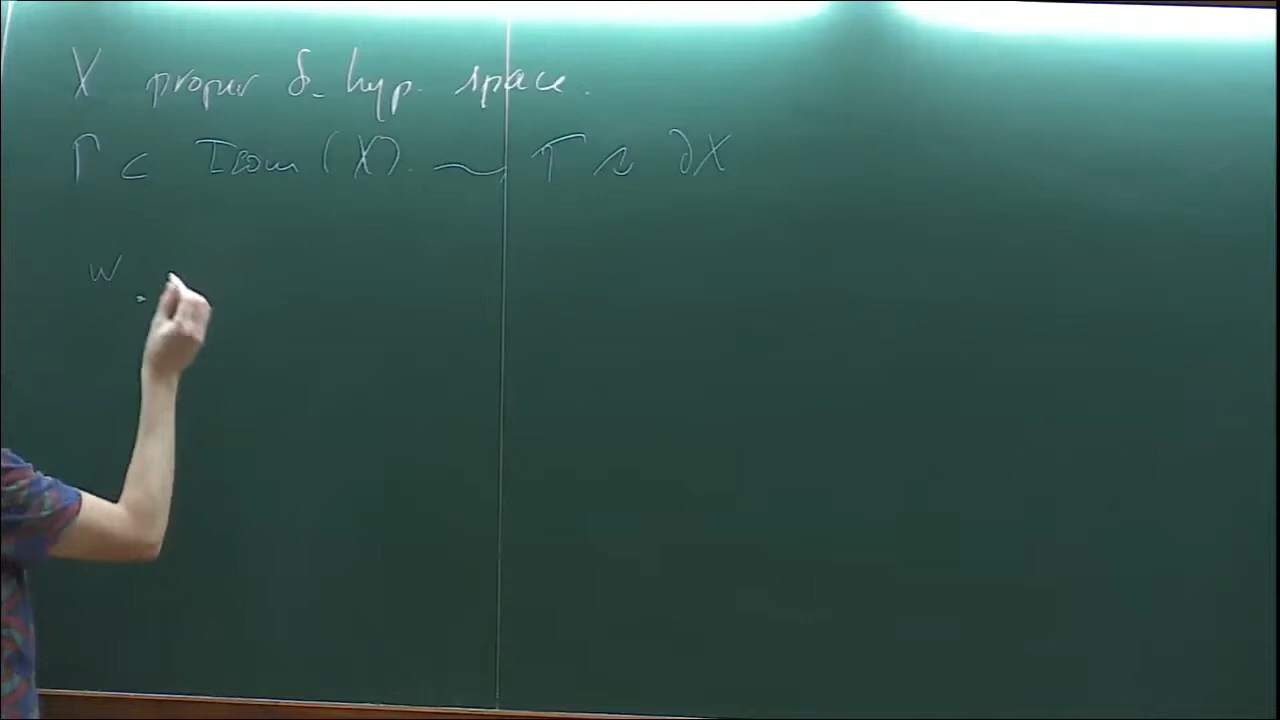 X proper δ-hyp. space.
Γ ⊂ Isom (X). ⇝ Γ ↷ ∂X
w